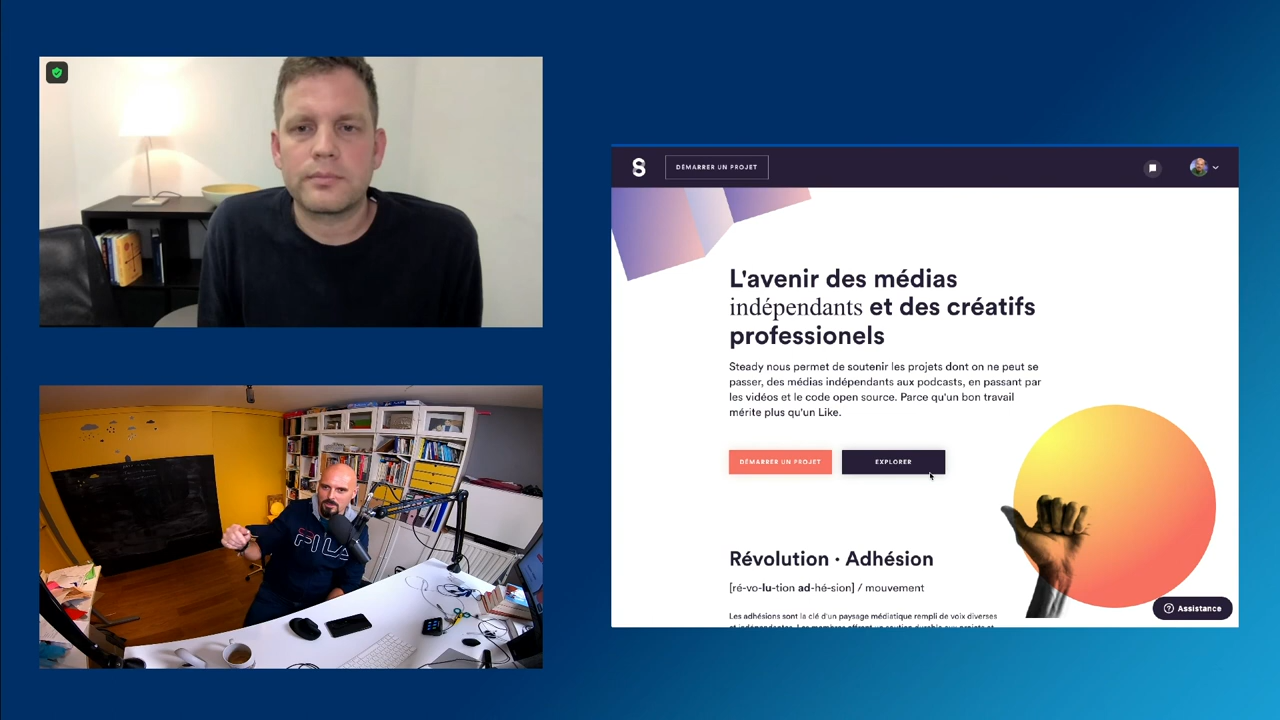 DÉMARRER UN PROJET
L'avenir des médias
indépendants et des créatifs
professionels
Steady nous permet de soutenir les projets dont on ne peut se
passer, des médias indépendants aux podcasts, en passant par
les vidéos et le code open source. Parce qu'un bon travail
mérite plus qu'un Like.
DÉMARRER UN PROJET
EXPLORER
Révolution · Adhésion
[ré-vo-lu-tion ad-hé-sion] / mouvement
Les adhésions sont la clé d'un paysage médiatique rempli de voix diverses
Assistance
FILA